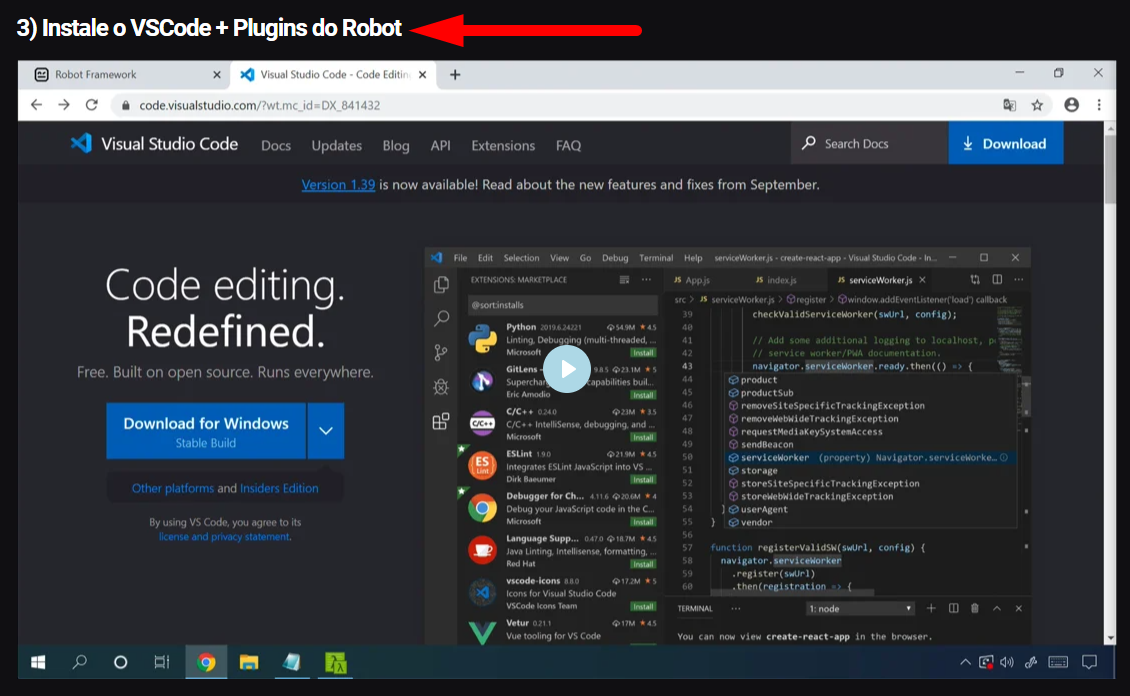 3) Instale o VSCode + Plugins do Robot
Robot Framework
Visual Studio Code - Code Editin
code.visualstudio.com/?wt.mc_id=DX_841432
Visual Studio Code Docs Updates Blog API Extensions FAQ
Search Docs
Download
Version 1.39 is now available! Read about the new features and fixes from September.
Code editing.
Redefined.
Free. Built on open source. Runs everywhere.
Download for Windows
Stable Build
Other platforms and Insiders Edition
By using VS Code, you agree to its
license and privacy statement.
File Edit Selection View Go Debug Terminal Help serviceWorker.js - create-react-app - Visual Studio Code - In...
EXTENSIONS: MARKETPLACE
@sort:installs
Python 2019.6.24221 54.9M 4.5
Linting, Debugging (multi-threaded, ...
Microsoft Install
GitLens 9.8.5 23.1M 5
Supercharg capabilities buil...
Eric Amodio Install
C/C++ 0.24.0 23M 3.5
C/C++ IntelliSense, debugging, and ...
Microsoft Install
ESLint 1.9.0 21.9M 4.5
Integrates ESLint JavaScript into VS ...
Dirk Baeumer Install
Debugger for Ch... 4.11.6 20.6M 4
Debug your JavaScript code in the C...
Microsoft Install
Language Supp... 0.47.0 18.7M 4.5
Java Linting, Intellisense, formatting, ...
Red Hat Install
vscode-icons 8.8.0 17.2M 5
Icons for Visual Studio Code
VSCode Icons Team Install
Vetur 0.21.1 17M 4.5
Vue tooling for VS Code
JS App.js JS index.js JS serviceWorker.js
src > JS serviceWorker.js > register > window.addEventListener('load') callback
39 checkValidServiceWorker(swUrl, config);
40
41 // Add some additional logging to localhost, p
42 // service worker/PWA documentation.
43 navigator.serviceWorker.ready.then(() => {
44 product
45 productSub
46 removeSiteSpecificTrackingException
47 removeWebWideTrackingException
48 requestMediaKeySystemAccess
49 sendBeacon
50 serviceWorker (property) Navigator.serviceWorke...
51 storage
52 storeSiteSpecificTrackingException
53 storeWebWideTrackingException
54 userAgent
55 } vendor
56
57 function registerValidSW(swUrl, config) {
58 navigator.serviceWorker
59 .register(swUrl)
60 .then(registration => {
TERMINAL ... 1: node
You can now view create-react-app in the browser.